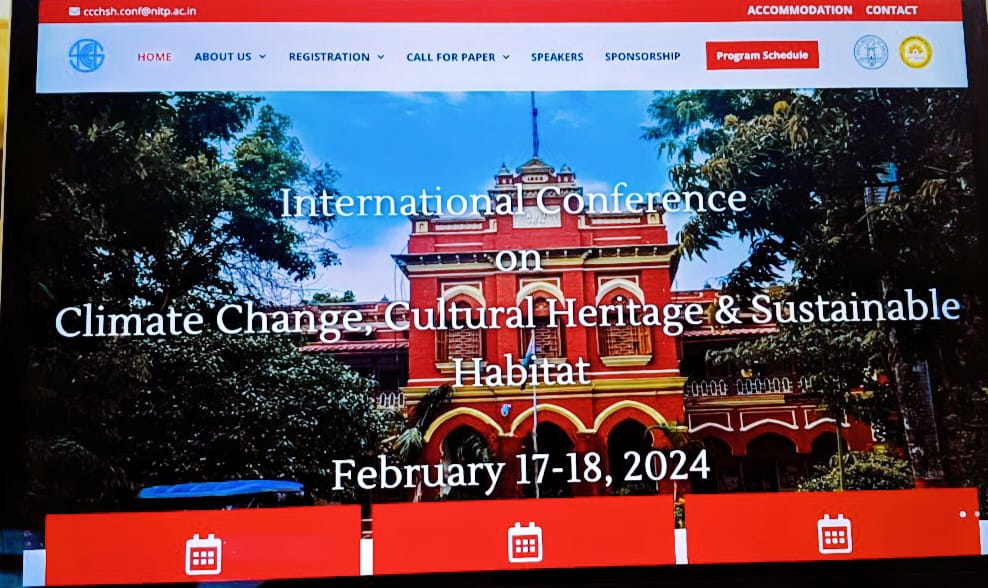 ccchsh.conf@nitp.ac.in
ACCOMMODATION CONTACT
HOME ABOUT US REGISTRATION CALL FOR PAPER SPEAKERS SPONSORSHIP Program Schedule
International Conference
on
Climate Change, Cultural Heritage & Sustainable
Habitat
February 17-18, 2024